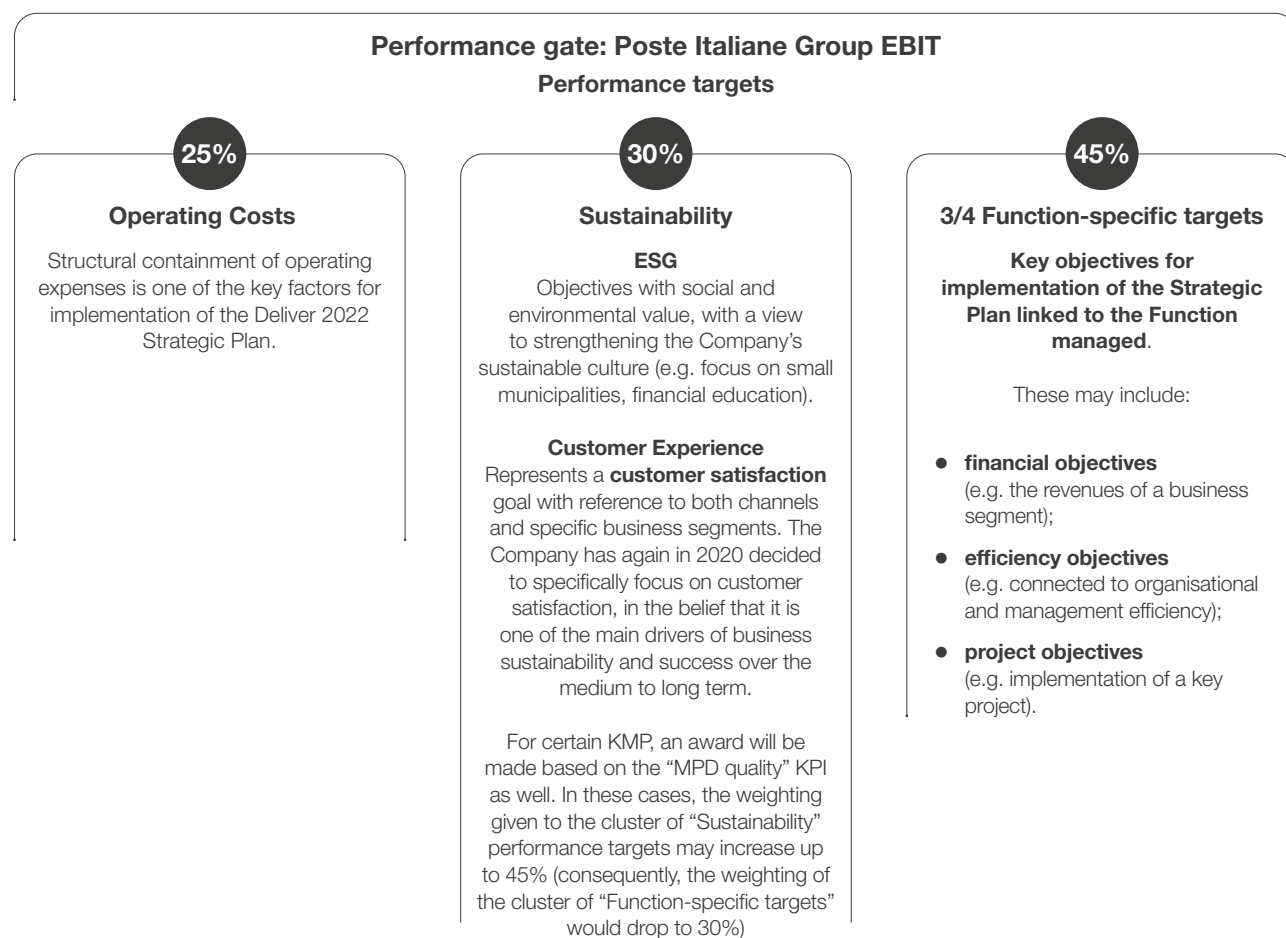 Performance gate: Poste Italiane Group EBIT
Performance targets
25%
Operating Costs
Structural containment of operating
expenses is one of the key factors for
implementation of the Deliver 2022
Strategic Plan.
30%
Sustainability
ESG
Objectives with social and
environmental value, with a view
to strengthening the Company’s
sustainable culture (e.g. focus on small
municipalities, financial education).
Customer Experience
Represents a customer satisfaction
goal with reference to both channels
and specific business segments. The
Company has again in 2020 decided
to specifically focus on customer
satisfaction, in the belief that it is
one of the main drivers of business
sustainability and success over the
medium to long term.
For certain KMP, an award will be
made based on the “MPD quality” KPI
as well. In these cases, the weighting
given to the cluster of “Sustainability”
performance targets may increase up
to 45% (consequently, the weighting of
the cluster of “Function-specific targets”
would drop to 30%)
45%
3/4 Function-specific targets
Key objectives for
implementation of the Strategic
Plan linked to the Function
managed.
These may include:
● financial objectives
(e.g. the revenues of a business
segment);
● efficiency objectives
(e.g. connected to organisational
and management efficiency);
● project objectives
(e.g. implementation of a key
project).